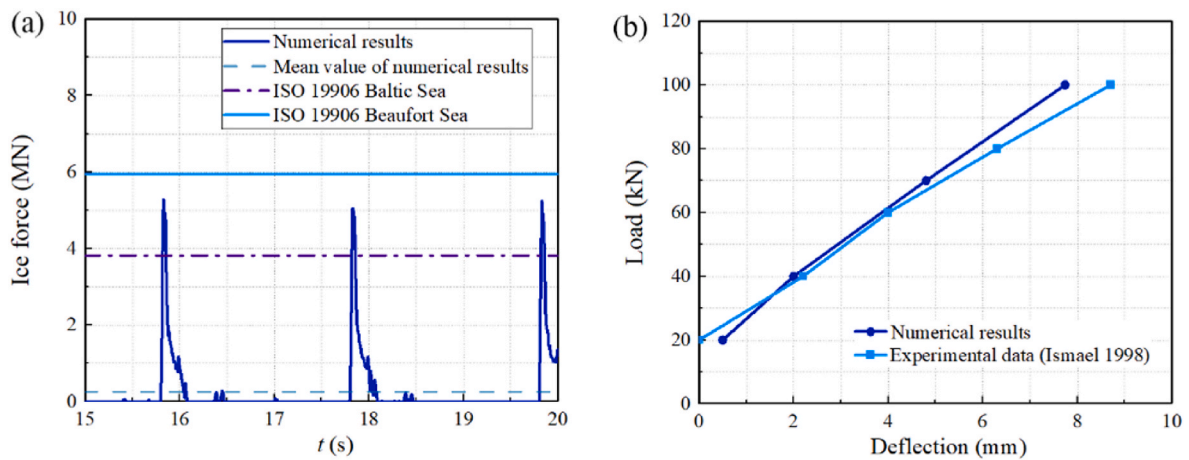 (a)
10
8
6
4
2
0
Ice force (MN)
Numerical results
Mean value of numerical results
ISO 19906 Baltic Sea
ISO 19906 Beaufort Sea
15 16 17 18 19 20
t (s)
(b)
120
100
80
60
40
20
0
Load (kN)
Numerical results
Experimental data (Ismael 1998)
0 2 4 6 8 10
Deflection (mm)